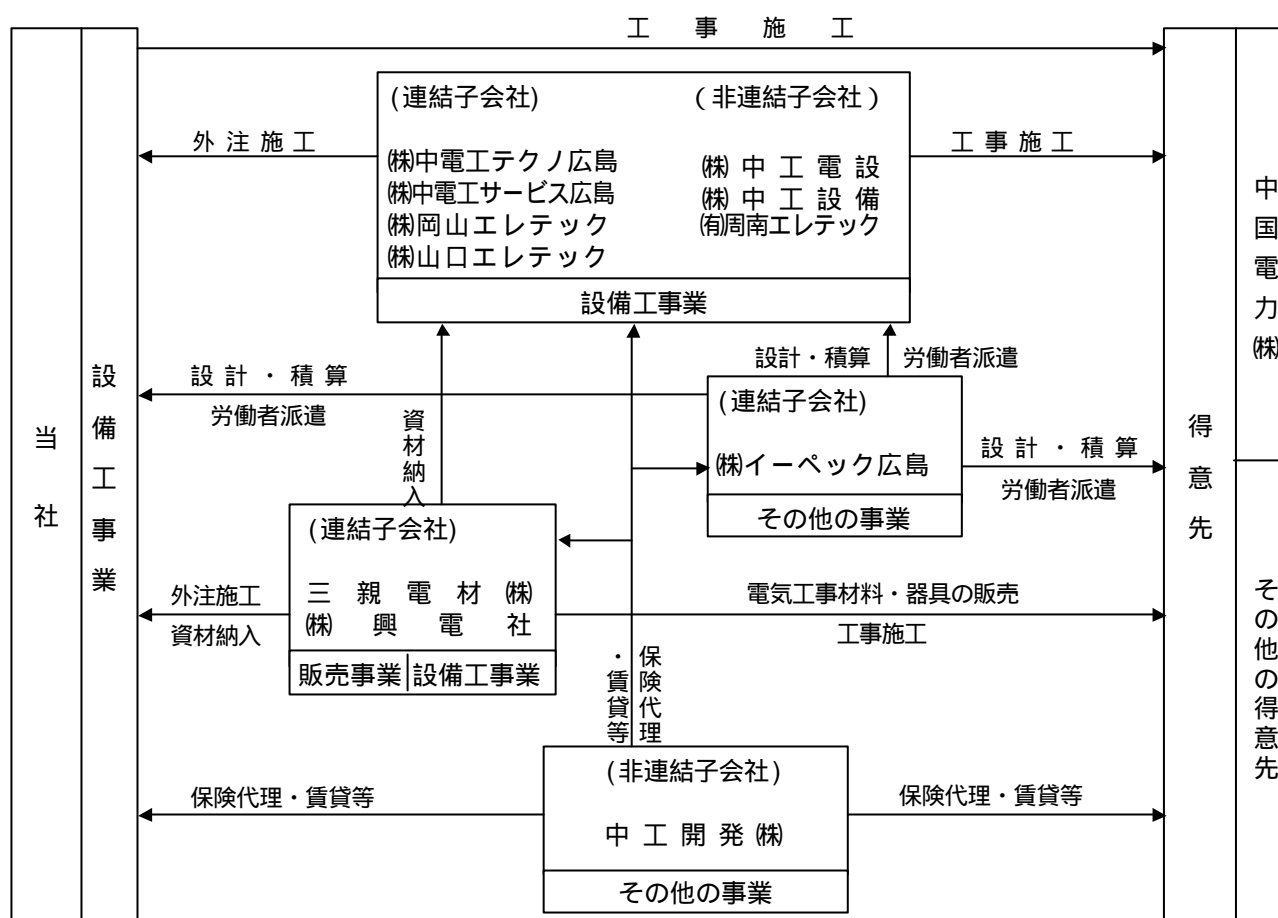 工事施工
(連結子会社) (非連結子会社)
外注施工
工事施工
㈱中電工テクノ広島
㈱中電工サービス広島
㈱岡山エレテック
㈱山口エレテック
㈱中工電設
㈱中工設備
㈲周南エレテック
設備工事業
当社
設備工事業
設計・積算
労働者派遣
資材納入
設計・積算 労働者派遣
(連結子会社)
㈱イーペック広島
その他の事業
設計・積算
労働者派遣
(連結子会社)
三親電材㈱
㈱興電社
販売事業 設備工事業
外注施工
資材納入
電気工事材料・器具の販売
工事施工
保険代理
・賃貸等
(非連結子会社)
中工開発㈱
その他の事業
保険代理・賃貸等
保険代理・賃貸等
得意先
中国電力㈱
その他の得意先